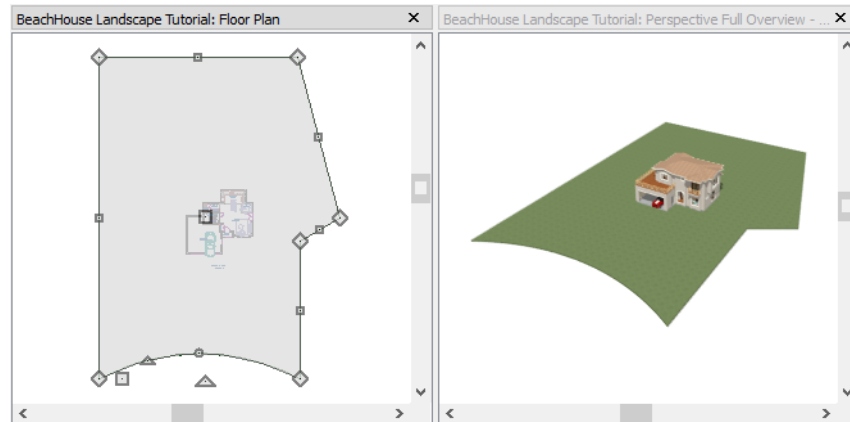 BeachHouse Landscape Tutorial: Floor Plan
BeachHouse Landscape Tutorial: Perspective Full Overview - ...